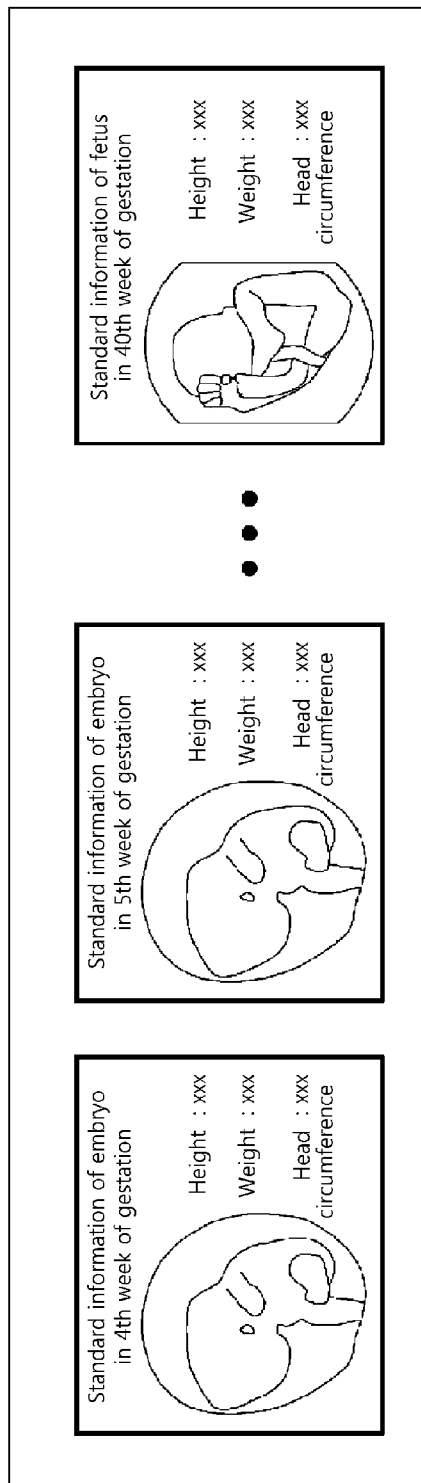 Standard information of embryo
in 4th week of gestation
Height : xxx
Weight : xxx
Head : xxx
circumference
Standard information of embryo
in 5th week of gestation
Height : xxx
Weight : xxx
Head : xxx
circumference
Standard information of fetus
in 40th week of gestation
Height : xxx
Weight : xxx
Head : xxx
circumference